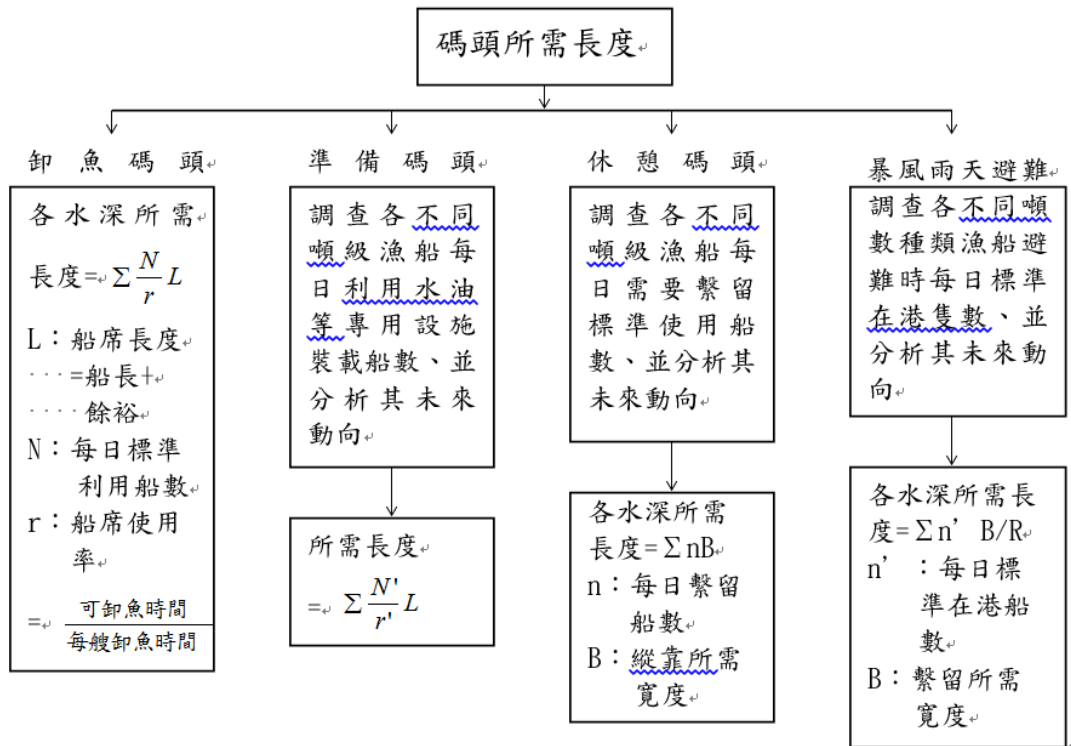 碼頭所需長度
卸魚碼頭
各水深所需
長度=Σ N/r L
L：船席長度
=船長+
餘裕
N：每日標準
利用船數
r：船席使用
率
= 可卸魚時間/每艘卸魚時間
準備碼頭
調查各不同
噸級漁船每
日利用水油
等專用設施
裝載船數、並
分析其未來
動向
所需長度
= Σ N'/r' L
休憩碼頭
調查各不同
噸級漁船每
日需要繫留
標準使用船
數、並分析其
未來動向
各水深所需
長度=ΣnB
n：每日繫留
船數
B：縱靠所需
寬度
暴風雨天避難
調查各不同噸
數種類漁船避
難時每日標準
在港隻數、並
分析其未來動
向
各水深所需長
度=Σn’ B/R
n’ ：每日標
準在港船
數
B：繫留所需
寬度